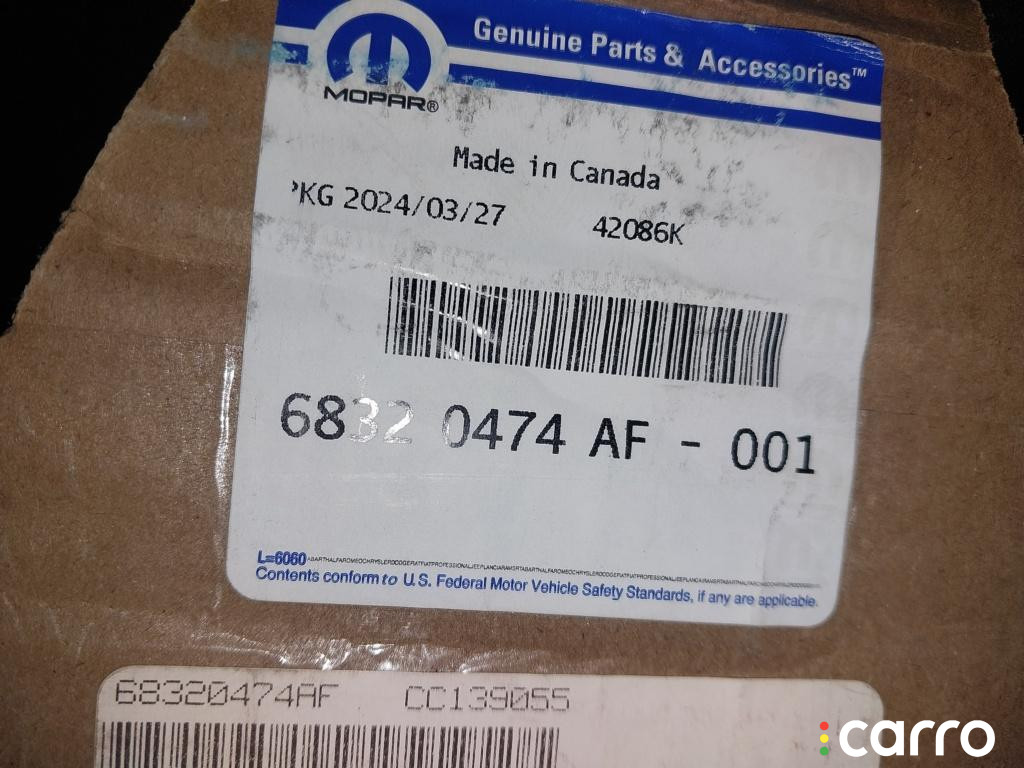 Genuine Parts & Accessories™
MOPAR®
Made in Canada
PKG 2024/03/27 42086K
6832 0474 AF - 001
L=6060
Contents conform to U.S. Federal Motor Vehicle Safety Standards, if any are applicable.
68320474AF CC139055
carro